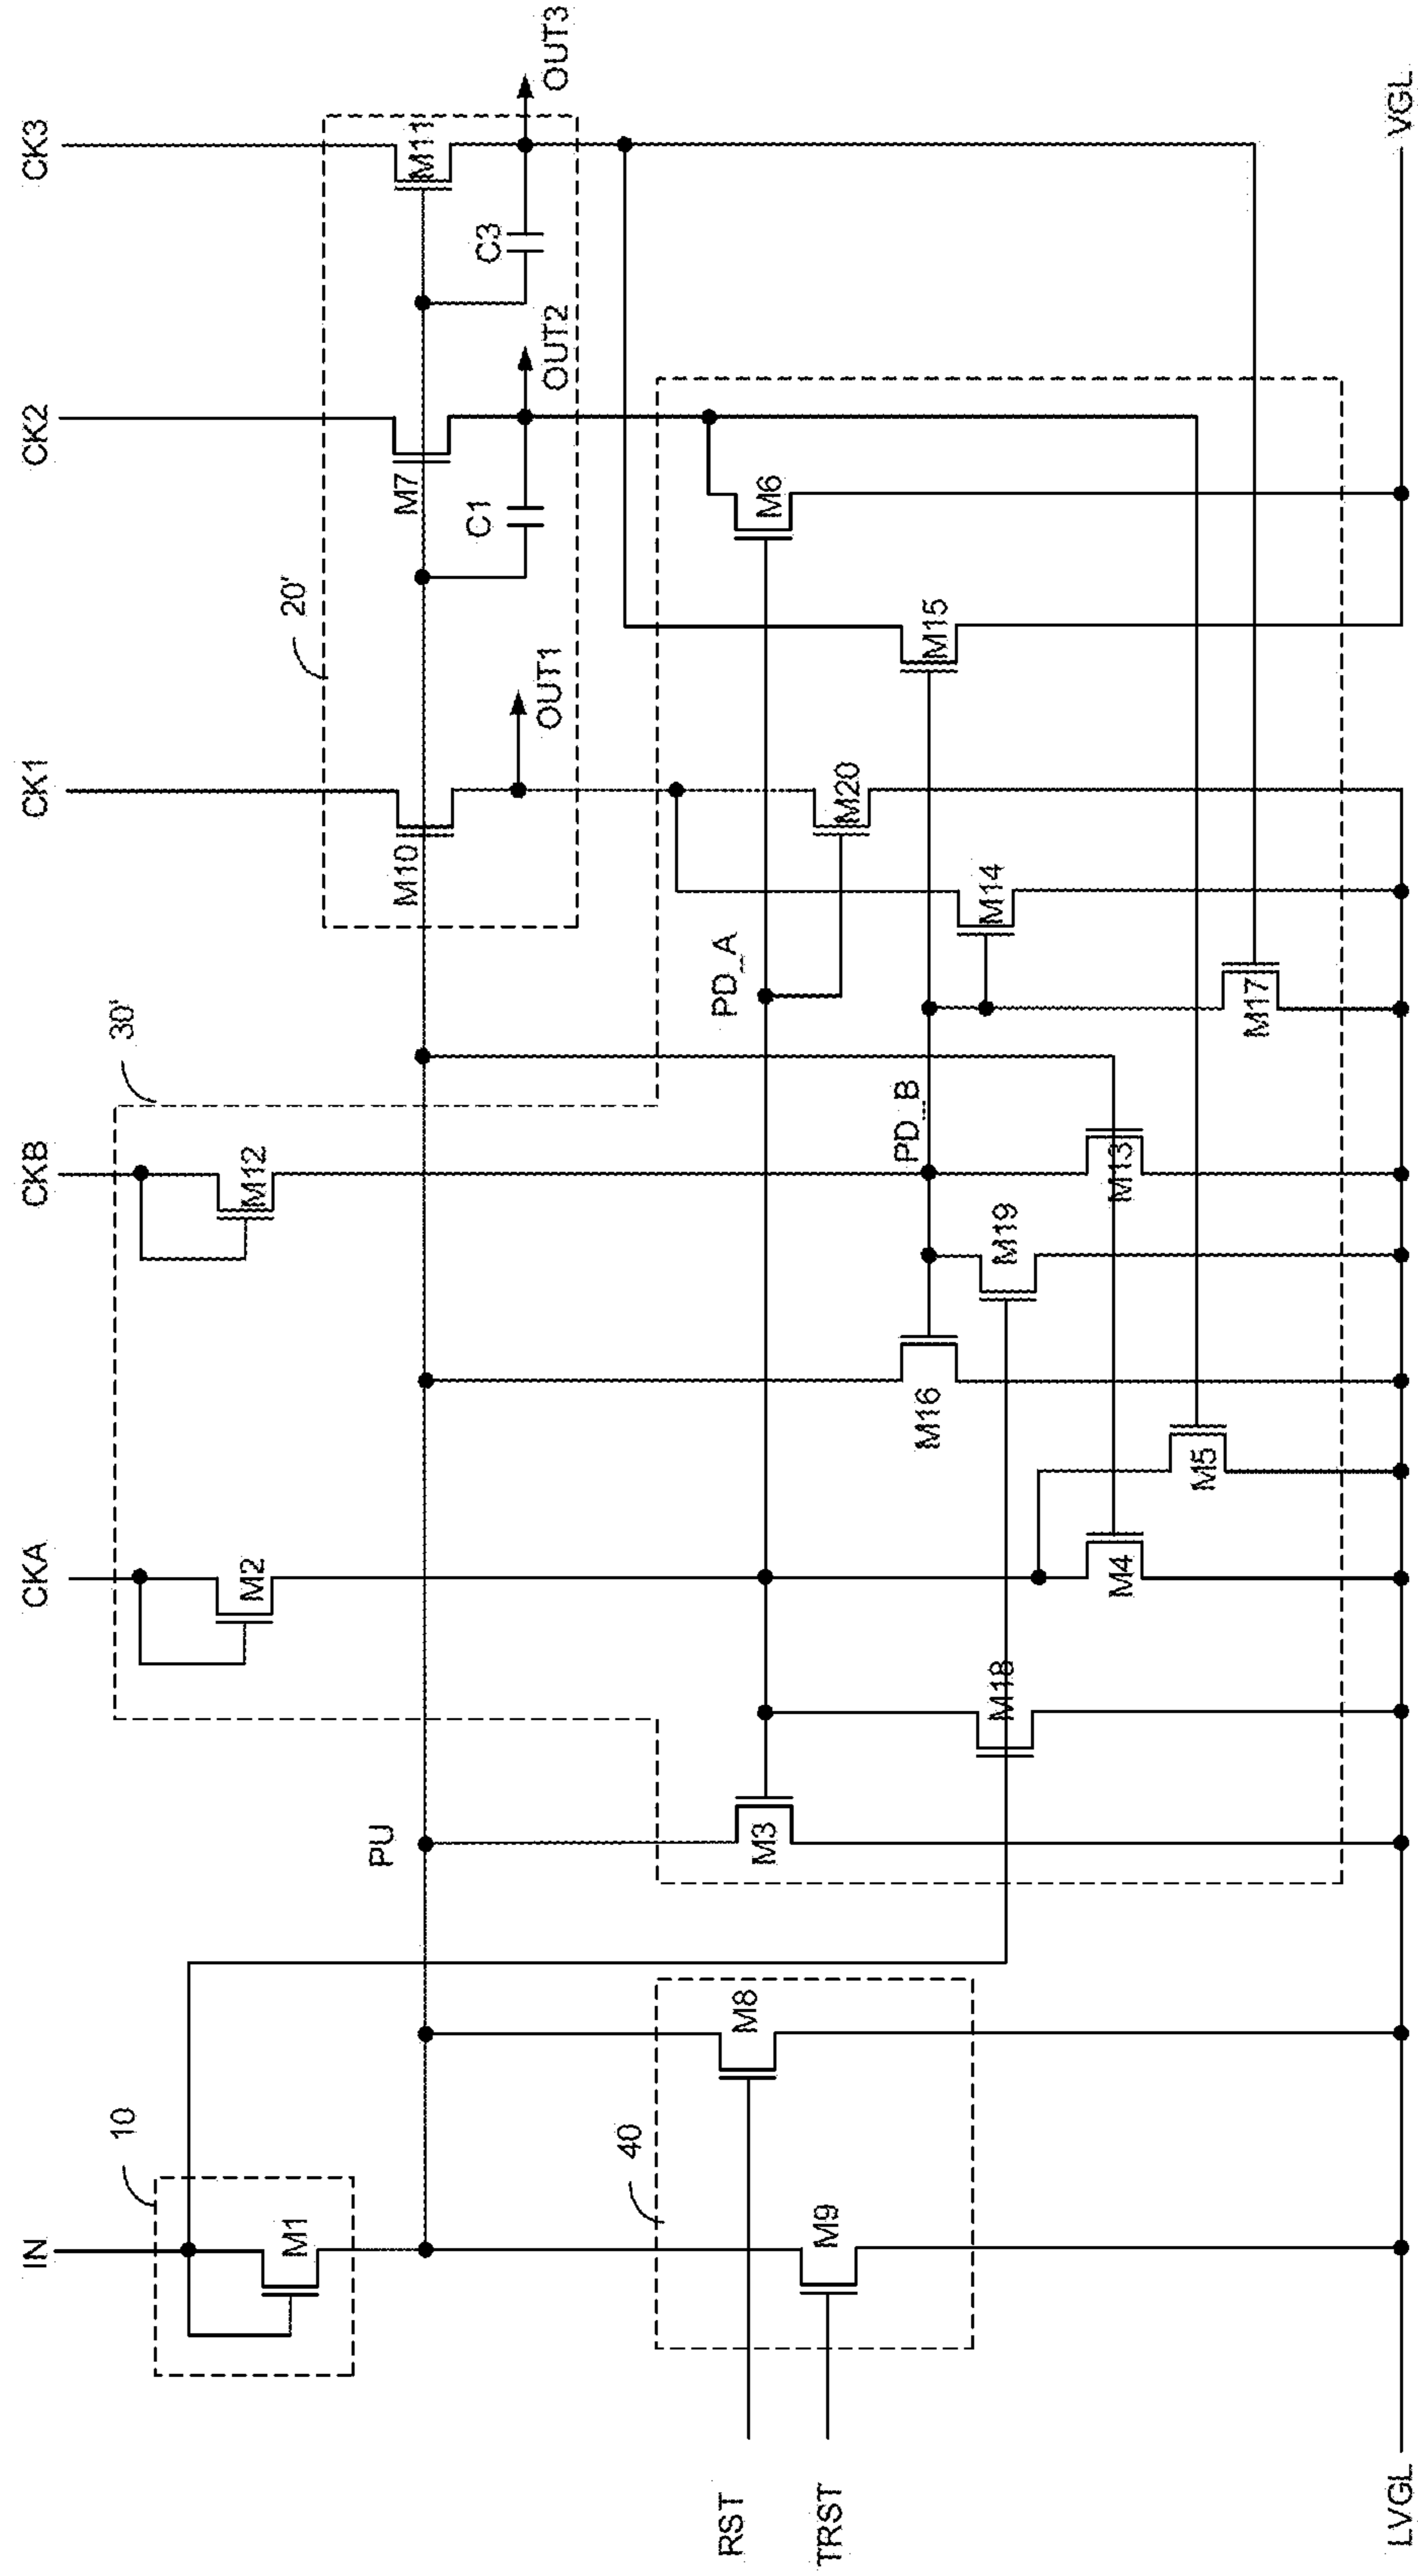 IN
CKA
CKB
CK1
CK2
CK3
10
30'
20'
M1
M2
M12
M10
M7
M11
PU
C1
C3
OUT1
OUT2
OUT3
40
RST
TRST
M8
M9
M3
PD_A
M6
M20
PD_B
M16
M15
M18
M19
M14
M4
M13
M5
M17
LVGL
VGL